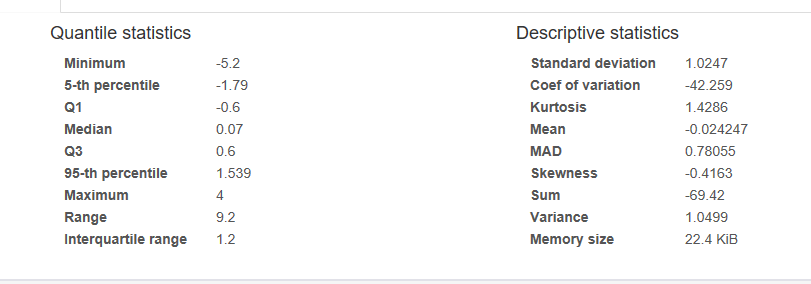 Quantile statistics
Minimum -5.2
5-th percentile -1.79
Q1 -0.6
Median 0.07
Q3 0.6
95-th percentile 1.539
Maximum 4
Range 9.2
Interquartile range 1.2
Descriptive statistics
Standard deviation 1.0247
Coef of variation -42.259
Kurtosis 1.4286
Mean -0.024247
MAD 0.78055
Skewness -0.4163
Sum -69.42
Variance 1.0499
Memory size 22.4 KiB